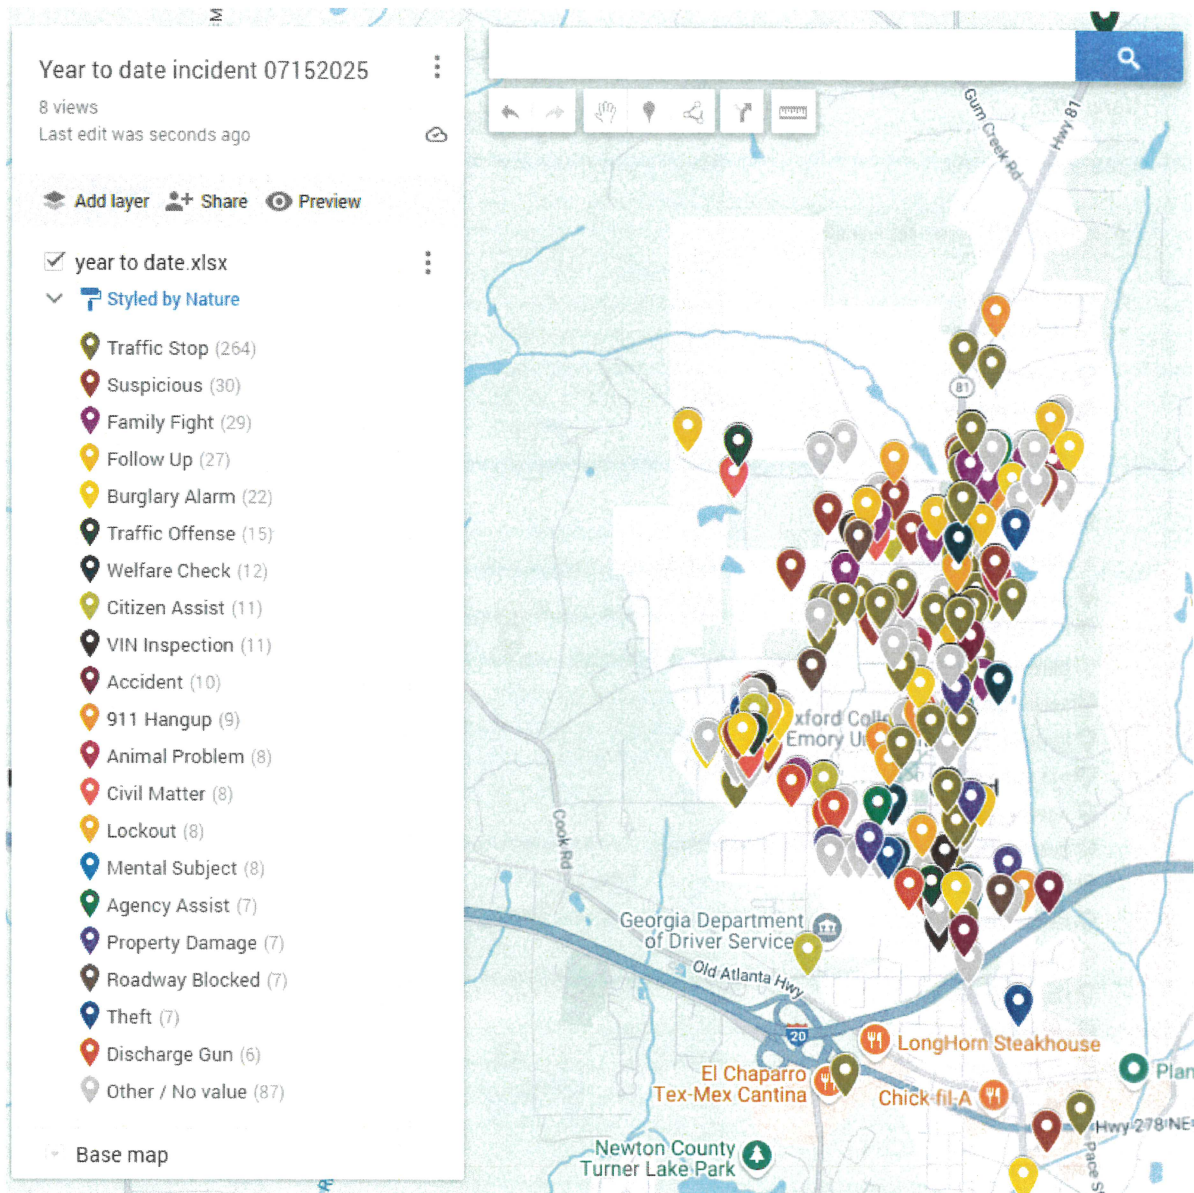 Year to date incident 07152025
8 views
Last edit was seconds ago
Add layer
Share
Preview
year to date.xlsx
Styled by Nature
Traffic Stop (264)
Suspicious (30)
Family Fight (29)
Follow Up (27)
Burglary Alarm (22)
Traffic Offense (15)
Welfare Check (12)
Citizen Assist (11)
VIN Inspection (11)
Accident (10)
911 Hangup (9)
Animal Problem (8)
Civil Matter (8)
Lockout (8)
Mental Subject (8)
Agency Assist (7)
Property Damage (7)
Roadway Blocked (7)
Theft (7)
Discharge Gun (6)
Other / No value (87)
Base map
Gum Creek Rd
Hwy 81
81
xford Colle
Emory U
Cook Rd
Georgia Department
of Driver Service
Old Atlanta Hwy
20
LongHorn Steakhouse
El Chaparro
Tex-Mex Cantina
Chick-fil-A
Plan
Hwy 278 NE
Pace S
Newton County
Turner Lake Park